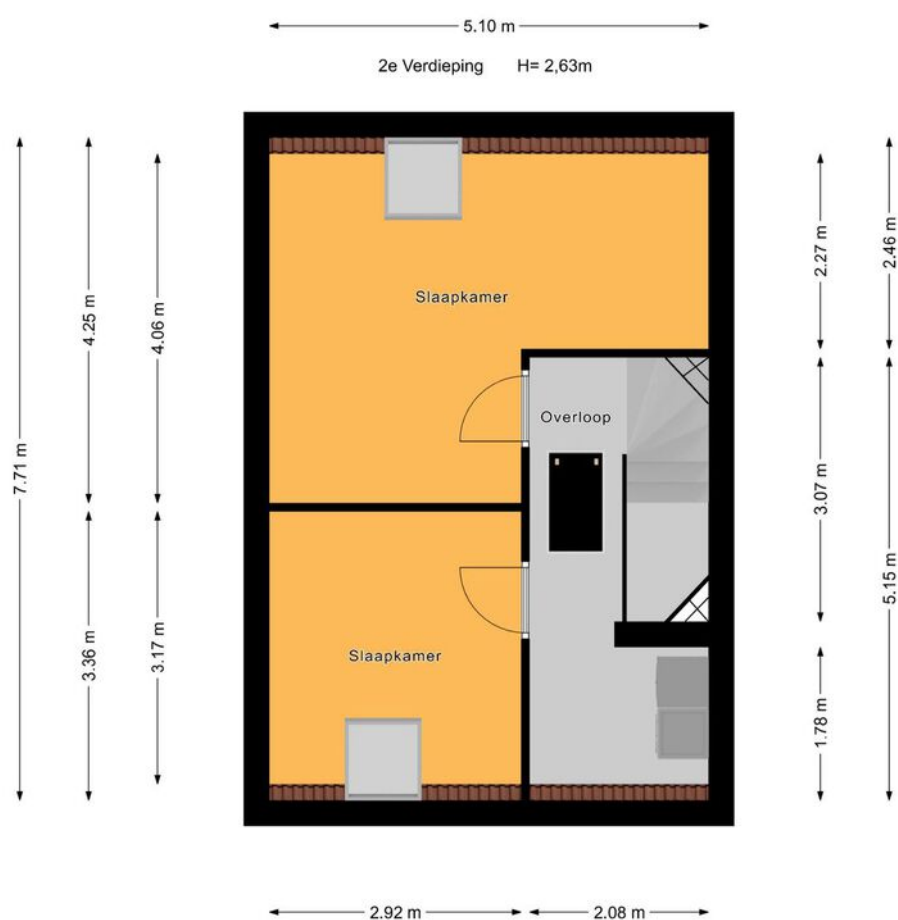 5.10 m
2e Verdieping H= 2,63m
7.71 m
4.25 m
4.06 m
2.27 m
2.46 m
Slaapkamer
Overloop
3.07 m
5.15 m
3.36 m
3.17 m
Slaapkamer
1.78 m
2.92 m
2.08 m